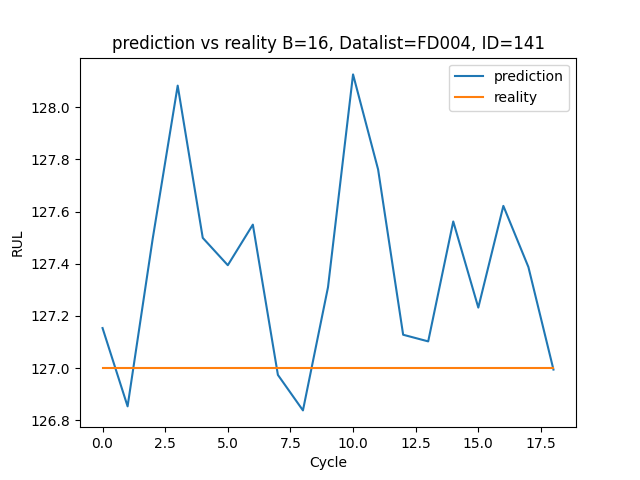 prediction vs reality B=16, Datalist=FD004, ID=141
prediction
reality
128.0
127.8
127.6
127.4
127.2
127.0
126.8
RUL
0.0 2.5 5.0 7.5 10.0 12.5 15.0 17.5
Cycle